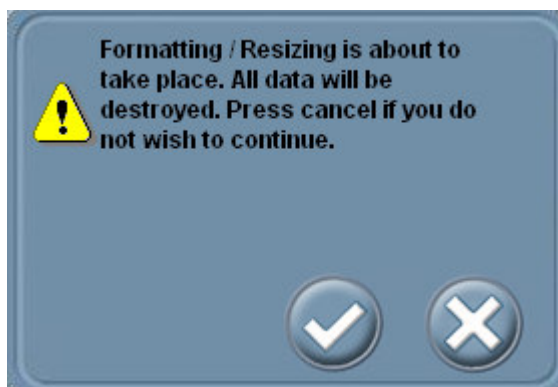 Formatting / Resizing is about to
take place. All data will be
destroyed. Press cancel if you do
not wish to continue.